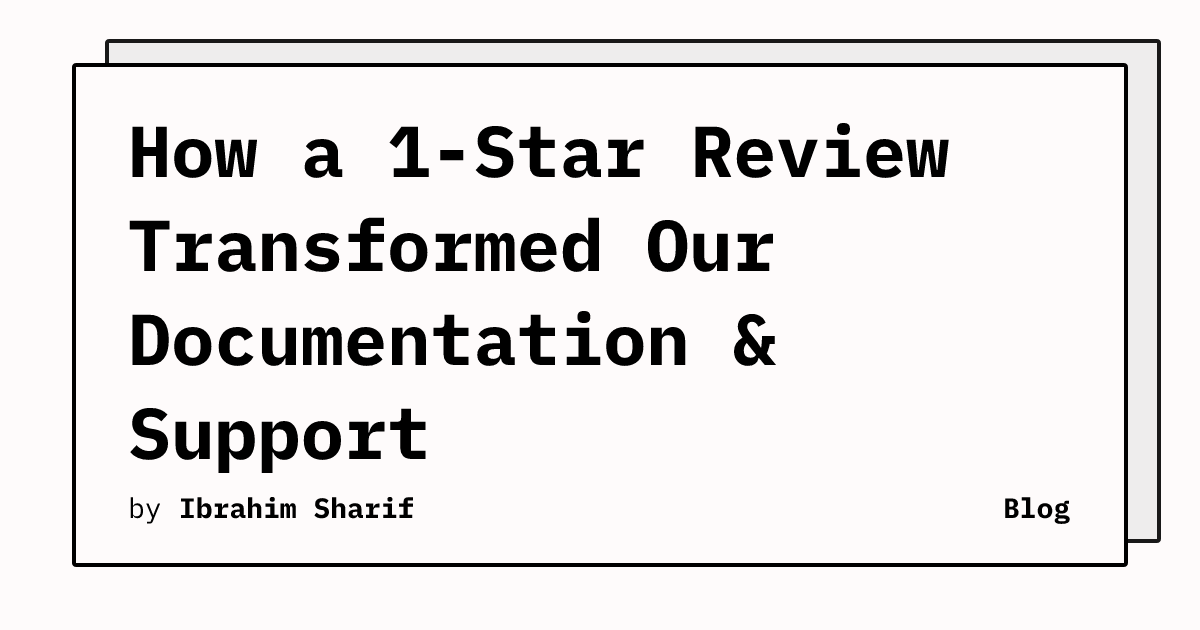 How a 1-Star Review
Transformed Our
Documentation &
Support
by Ibrahim Sharif
Blog